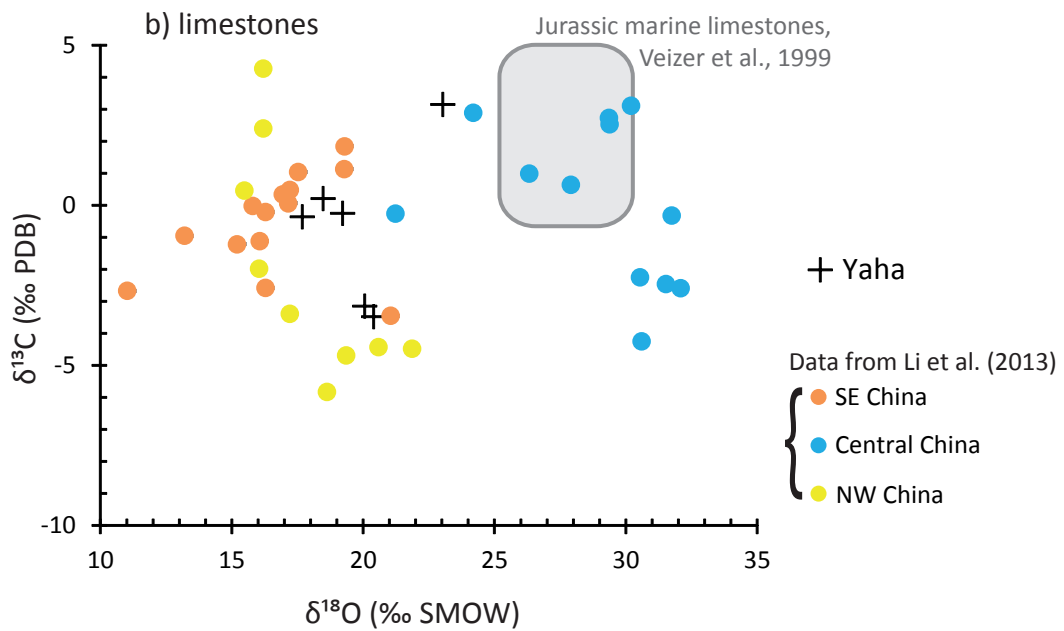 b) limestones
Jurassic marine limestones,
Veizer et al., 1999
5
0
-5
-10
δ¹³C (‰ PDB)
10 15 20 25 30 35
δ¹⁸O (‰ SMOW)
Yaha
Data from Li et al. (2013)
SE China
Central China
NW China